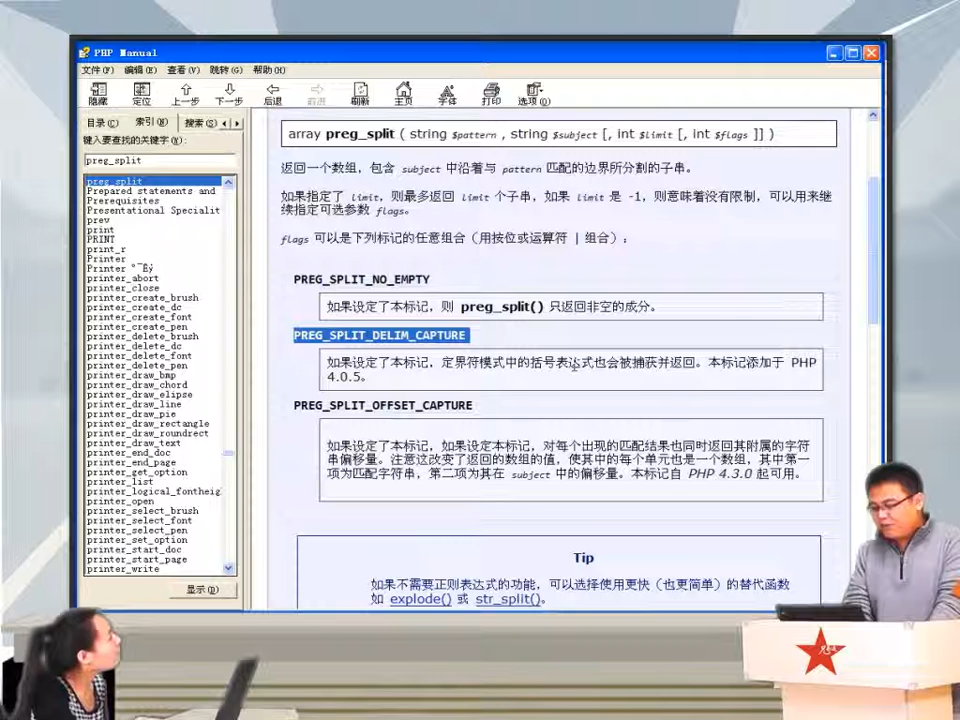 PHP Manual
文件(F) 编辑(E) 查看(V) 跳转(G) 帮助(H)
隐藏 定位 上一步 下一步 后退 前进 刷新 主页 字体 打印 选项(O)
目录(C) 索引(N) 搜索(S)
键入要查找的关键字(W):
preg_split
preg_split
Prepared statements and
Prerequisites
Presentational Specialit
prev
print
PRINT
print_r
Printer
printer_abort
printer_close
printer_create_brush
printer_create_dc
printer_create_font
printer_create_pen
printer_delete_brush
printer_delete_dc
printer_delete_font
printer_delete_pen
printer_draw_bmp
printer_draw_chord
printer_draw_elipse
printer_draw_line
printer_draw_pie
printer_draw_rectangle
printer_draw_roundrect
printer_draw_text
printer_end_doc
printer_end_page
printer_get_option
printer_list
printer_logical_fontheig
printer_open
printer_select_brush
printer_select_font
printer_select_pen
printer_set_option
printer_start_doc
printer_start_page
printer_write
显示(D)
array preg_split ( string $pattern , string $subject [, int $limit [, int $flags ]] )
返回一个数组，包含 subject 中沿着与 pattern 匹配的边界所分割的子串。
如果指定了 limit，则最多返回 limit 个子串，如果 limit 是 -1，则意味着没有限制，可以用来继
续指定可选参数 flags。
flags 可以是下列标记的任意组合（用按位或运算符 | 组合）：
PREG_SPLIT_NO_EMPTY
如果设定了本标记，则 preg_split() 只返回非空的成分。
PREG_SPLIT_DELIM_CAPTURE
如果设定了本标记，定界符模式中的括号表达式也会被捕获并返回。本标记添加于 PHP
4.0.5。
PREG_SPLIT_OFFSET_CAPTURE
如果设定了本标记，如果设定本标记，对每个出现的匹配结果也同时返回其附属的字符
串偏移量。注意这改变了返回的数组的值，使其中的每个单元也是一个数组，其中第一
项为匹配字符串，第二项为其在 subject 中的偏移量。本标记自 PHP 4.3.0 起可用。
Tip
如果不需要正则表达式的功能，可以选择使用更快（也更简单）的替代函数
如 explode() 或 str_split()。